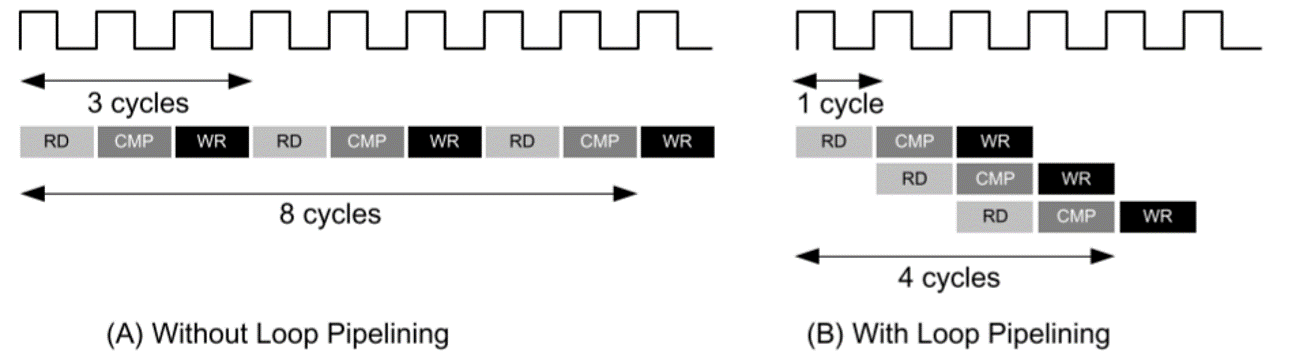 3 cycles
1 cycle
RD CMP WR RD CMP WR RD CMP WR
RD CMP WR
RD CMP WR
RD CMP WR
8 cycles
4 cycles
(A) Without Loop Pipelining
(B) With Loop Pipelining